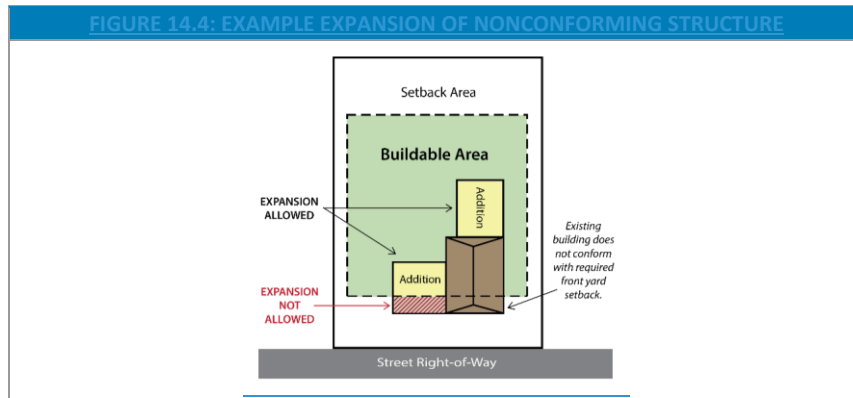 FIGURE 14.4: EXAMPLE EXPANSION OF NONCONFORMING STRUCTURE
Setback Area
Buildable Area
Addition
EXPANSION
ALLOWED
Existing
building does
not conform
with required
front yard
setback.
Addition
EXPANSION
NOT
ALLOWED
Street Right-of-Way